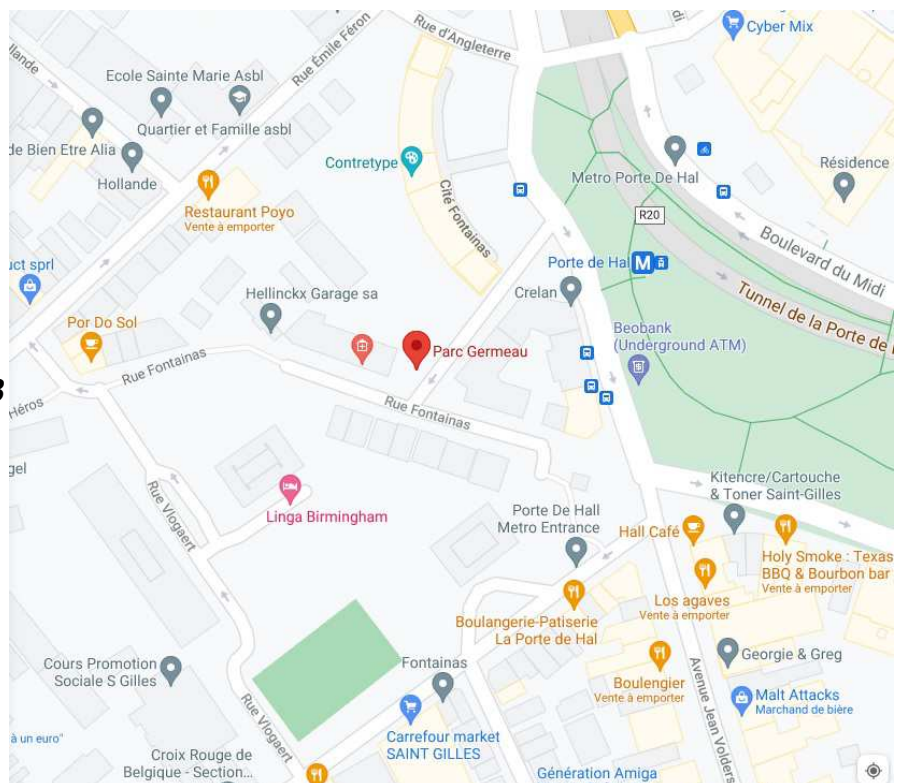 Cyber Mix
Rue d'Angleterre
Rue Émile Féron
llande
Ecole Sainte Marie Asbl
Quartier et Famille asbl
de Bien Etre Alia
Hollande
Contretype
Cité Fontainas
Metro Porte De Hal
Résidence
R20
Restaurant Poyo
Vente à emporter
Boulevard du Midi
Porte de Hal
M
Tunnel de la Porte de
uct sprl
Hellinckx Garage sa
Crelan
Por Do Sol
Beobank
(Underground ATM)
Parc Germeau
Rue Fontainas
Héros
Rue Fontainas
gel
Kitencre/Cartouche
& Toner Saint-Gilles
Rue Vlogaert
Linga Birmingham
Porte De Hall
Metro Entrance
Hall Café
Holy Smoke : Texas
BBQ & Bourbon bar
Vente à emporter
Los agaves
Vente à emporter
Boulangerie-Patiserie
La Porte de Hal
Cours Promotion
Sociale S Gilles
Fontainas
Georgie & Greg
Boulengier
Vente à emporter
Avenue Jean Volders
Rue Vlogaert
Malt Attacks
Marchand de bière
à un euro"
Carrefour market
SAINT GILLES
Croix Rouge de
Belgique - Section...
Génération Amiga